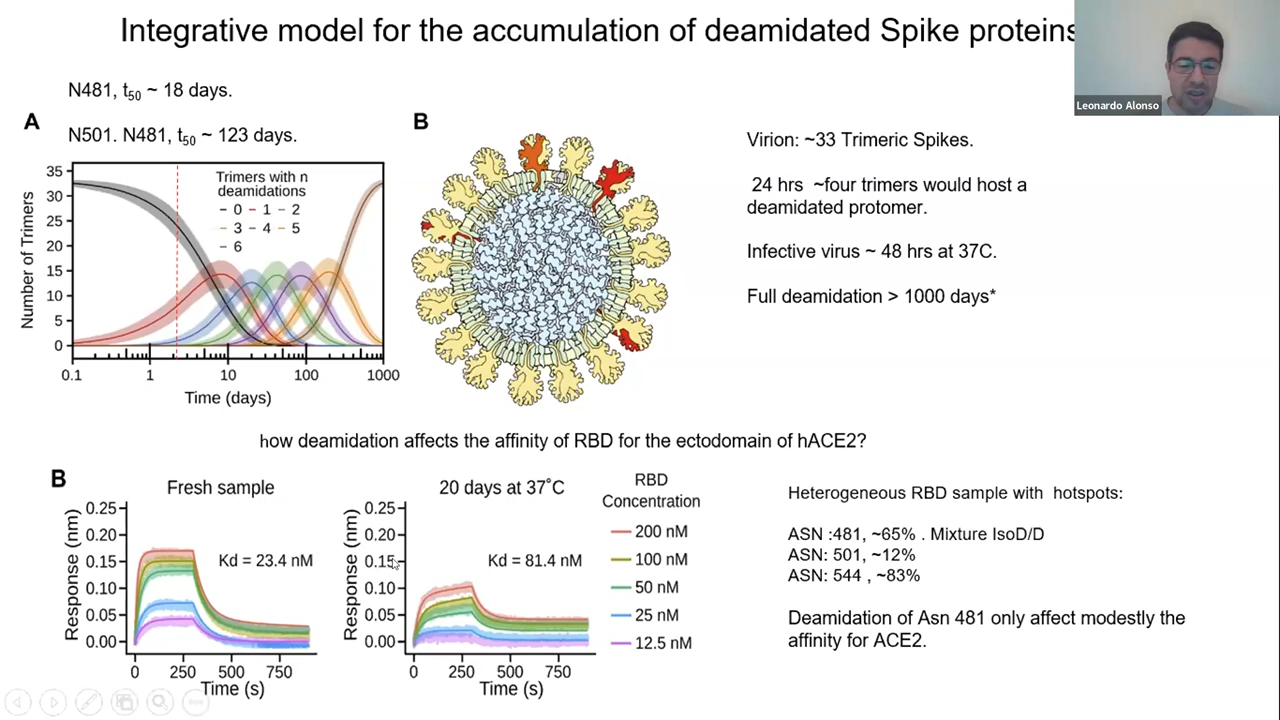 Integrative model for the accumulation of deamidated Spike proteins
Leonardo Alonso
N481, t50 ~ 18 days.
N501. N481, t50 ~ 123 days.
A
Trimers with n
deamidations
0 1 2
3 4 5
6
Number of Trimers
35
30
25
20
15
10
5
0
0.1 1 10 100 1000
Time (days)
B
Virion: ~33 Trimeric Spikes.
24 hrs ~four trimers would host a
deamidated protomer.
Infective virus ~ 48 hrs at 37C.
Full deamidation > 1000 days*
how deamidation affects the affinity of RBD for the ectodomain of hACE2?
B
Fresh sample
Response (nm)
0.25
0.20
0.15
0.10
0.05
0.00
Kd = 23.4 nM
0 250 500 750
Time (s)
20 days at 37°C
Response (nm)
0.25
0.20
0.15
0.10
0.05
0.00
Kd = 81.4 nM
0 250 500 750
Time (s)
RBD
Concentration
200 nM
100 nM
50 nM
25 nM
12.5 nM
Heterogeneous RBD sample with hotspots:
ASN :481, ~65% . Mixture IsoD/D
ASN: 501, ~12%
ASN: 544 , ~83%
Deamidation of Asn 481 only affect modestly the
affinity for ACE2.